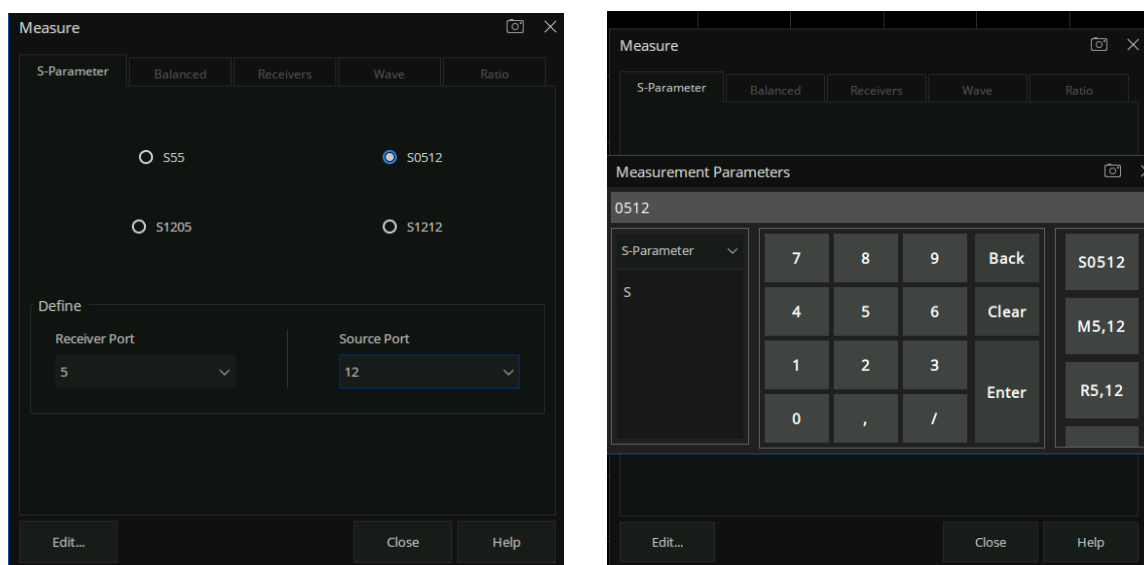 Measure
S-Parameter Balanced Receivers Wave Ratio
S55 S0512
S1205 S1212
Define
Receiver Port Source Port
5 12
Edit... Close Help
Measure
S-Parameter Balanced Receivers Wave Ratio
Measurement Parameters
0512
S-Parameter 7 8 9 Back S0512
S 4 5 6 Clear M5,12
1 2 3 Enter R5,12
0 , /
Edit... Close Help